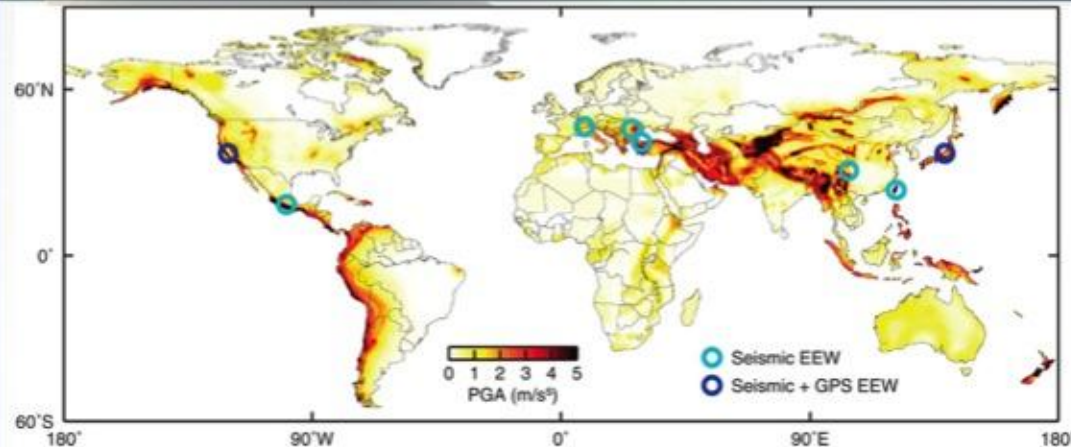 60˚N
0˚
60˚S
180˚
90˚W
0˚
90˚E
180
0 1 2 3 4 5
PGA (m/s⁸)
Seismic EEW
Seismic + GPS EEW